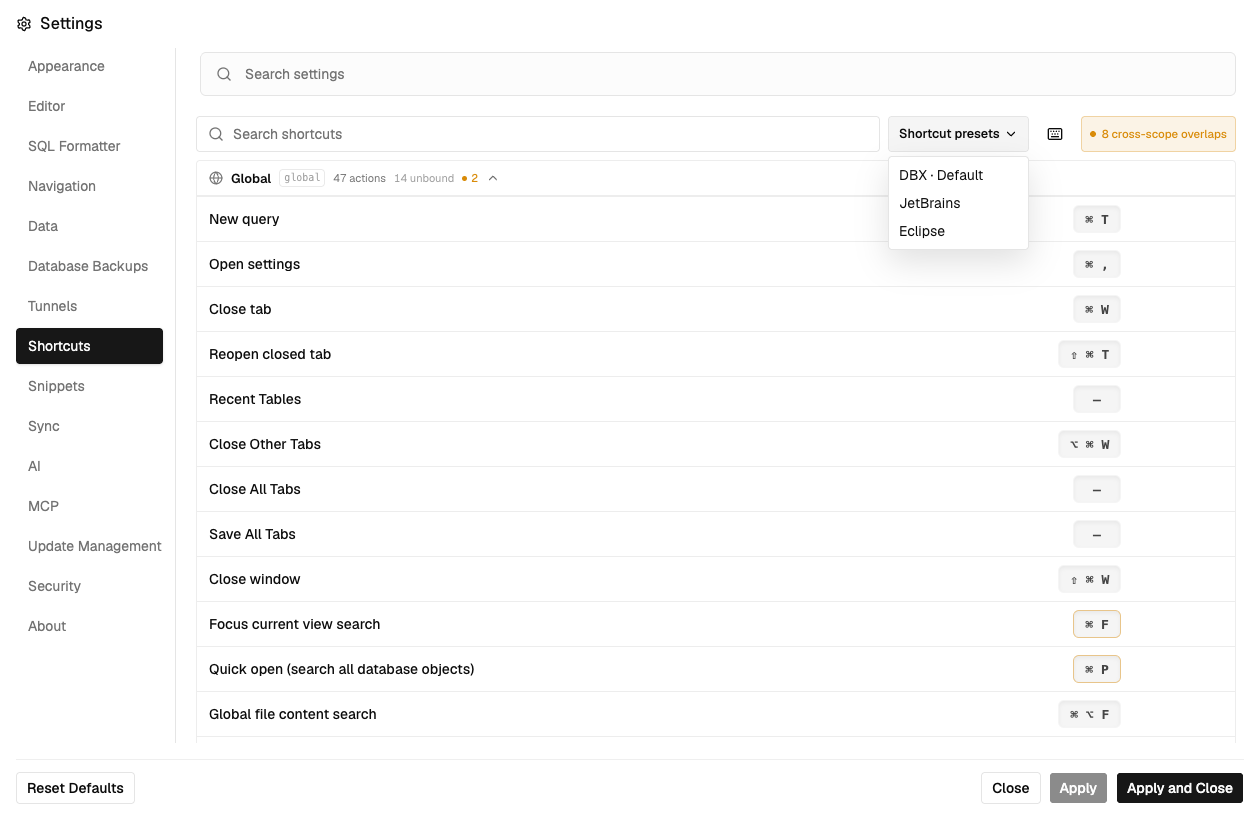 Settings
Appearance
Editor
SQL Formatter
Navigation
Data
Database Backups
Tunnels
Shortcuts
Snippets
Sync
AI
MCP
Update Management
Security
About
Search settings
Search shortcuts
Shortcut presets
8 cross-scope overlaps
DBX · Default
JetBrains
Eclipse
Global global 47 actions 14 unbound 2
New query ⌘ T
Open settings ⌘ ,
Close tab ⌘ W
Reopen closed tab ⇧ ⌘ T
Recent Tables –
Close Other Tabs ⌥ ⌘ W
Close All Tabs –
Save All Tabs –
Close window ⇧ ⌘ W
Focus current view search ⌘ F
Quick open (search all database objects) ⌘ P
Global file content search ⌘ ⌥ F
Reset Defaults
Close
Apply
Apply and Close